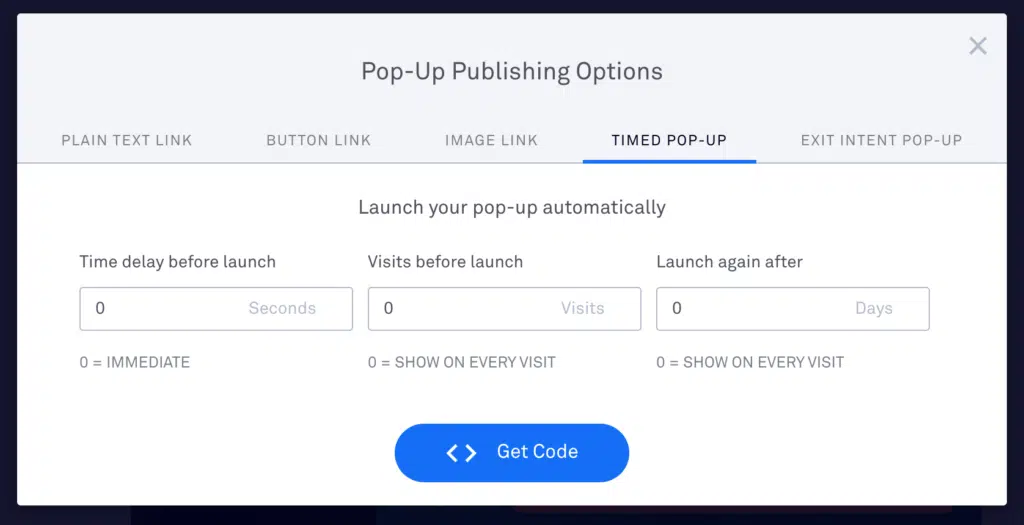 Pop-Up Publishing Options
PLAIN TEXT LINK BUTTON LINK IMAGE LINK TIMED POP-UP EXIT INTENT POP-UP
Launch your pop-up automatically
Time delay before launch Visits before launch Launch again after
0 Seconds 0 Visits 0 Days
0 = IMMEDIATE 0 = SHOW ON EVERY VISIT 0 = SHOW ON EVERY VISIT
Get Code